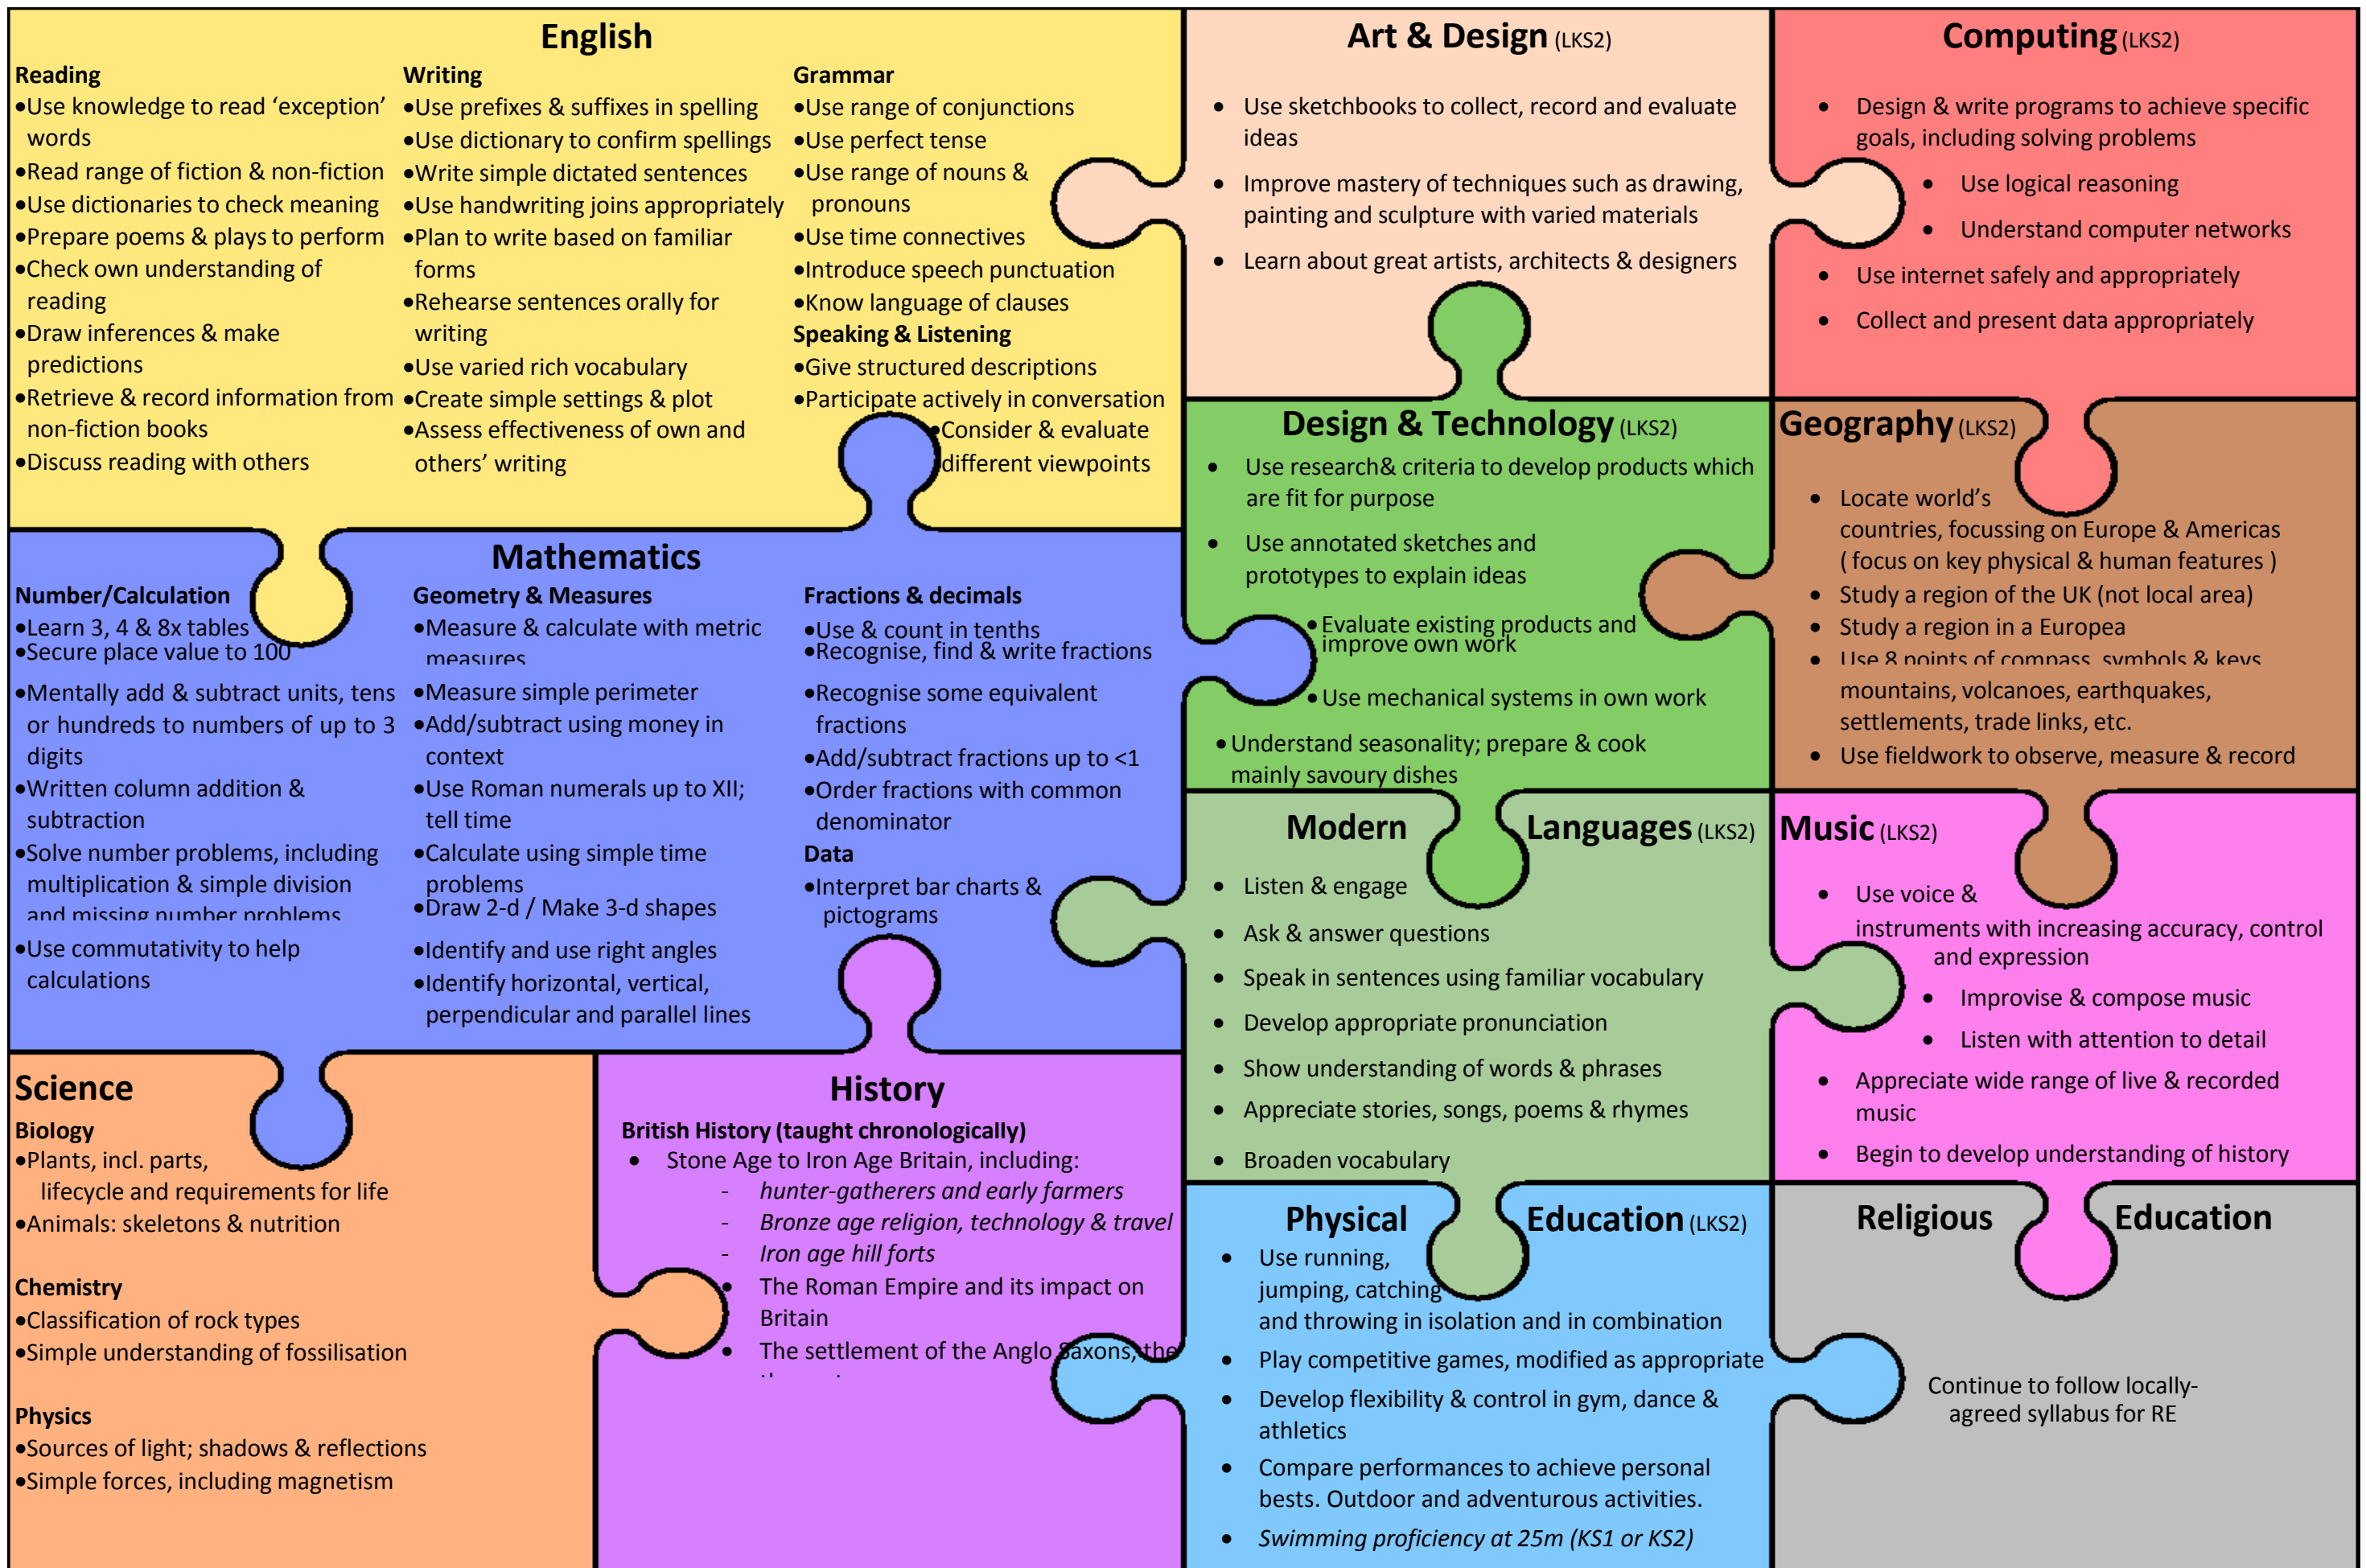 English
Reading
•Use knowledge to read ‘exception’
words
•Read range of fiction & non-fiction
•Use dictionaries to check meaning
•Prepare poems & plays to perform
•Check own understanding of
reading
•Draw inferences & make
predictions
•Retrieve & record information from
non-fiction books
•Discuss reading with others
Writing
•Use prefixes & suffixes in spelling
•Use dictionary to confirm spellings
•Write simple dictated sentences
•Use handwriting joins appropriately
•Plan to write based on familiar
forms
•Rehearse sentences orally for
writing
•Use varied rich vocabulary
•Create simple settings & plot
•Assess effectiveness of own and
others’ writing
Grammar
•Use range of conjunctions
•Use perfect tense
•Use range of nouns &
pronouns
•Use time connectives
•Introduce speech punctuation
•Know language of clauses
Speaking & Listening
•Give structured descriptions
•Participate actively in conversation
•Consider & evaluate
different viewpoints
Art & Design (LKS2)
• Use sketchbooks to collect, record and evaluate
ideas
• Improve mastery of techniques such as drawing,
painting and sculpture with varied materials
• Learn about great artists, architects & designers
Computing (LKS2)
• Design & write programs to achieve specific
goals, including solving problems
• Use logical reasoning
• Understand computer networks
• Use internet safely and appropriately
• Collect and present data appropriately
Mathematics
Number/Calculation
•Learn 3, 4 & 8x tables
•Secure place value to 100
•Mentally add & subtract units, tens
or hundreds to numbers of up to 3
digits
•Written column addition &
subtraction
•Solve number problems, including
multiplication & simple division
and missing number problems
•Use commutativity to help
calculations
Geometry & Measures
•Measure & calculate with metric
measures
•Measure simple perimeter
•Add/subtract using money in
context
•Use Roman numerals up to XII;
tell time
•Calculate using simple time
problems
•Draw 2-d / Make 3-d shapes
•Identify and use right angles
•Identify horizontal, vertical,
perpendicular and parallel lines
Fractions & decimals
•Use & count in tenths
•Recognise, find & write fractions
•Recognise some equivalent
fractions
•Add/subtract fractions up to <1
•Order fractions with common
denominator
Data
•Interpret bar charts &
pictograms
Design & Technology (LKS2)
• Use research& criteria to develop products which
are fit for purpose
• Use annotated sketches and
prototypes to explain ideas
•Evaluate existing products and
improve own work
•Use mechanical systems in own work
•Understand seasonality; prepare & cook
mainly savoury dishes
Geography (LKS2)
• Locate world’s
countries, focussing on Europe & Americas
( focus on key physical & human features )
• Study a region of the UK (not local area)
• Study a region in a Europea
• Use 8 points of compass, symbols & keys
mountains, volcanoes, earthquakes,
settlements, trade links, etc.
• Use fieldwork to observe, measure & record
Modern Languages (LKS2)
• Listen & engage
• Ask & answer questions
• Speak in sentences using familiar vocabulary
• Develop appropriate pronunciation
• Show understanding of words & phrases
• Appreciate stories, songs, poems & rhymes
• Broaden vocabulary
Music (LKS2)
• Use voice &
instruments with increasing accuracy, control
and expression
• Improvise & compose music
• Listen with attention to detail
• Appreciate wide range of live & recorded
music
• Begin to develop understanding of history
Science
Biology
•Plants, incl. parts,
lifecycle and requirements for life
•Animals: skeletons & nutrition
Chemistry
•Classification of rock types
•Simple understanding of fossilisation
Physics
•Sources of light; shadows & reflections
•Simple forces, including magnetism
History
British History (taught chronologically)
• Stone Age to Iron Age Britain, including:
- hunter-gatherers and early farmers
- Bronze age religion, technology & travel
- Iron age hill forts
• The Roman Empire and its impact on
Britain
• The settlement of the Anglo Saxons; the
Physical Education (LKS2)
• Use running,
jumping, catching
and throwing in isolation and in combination
• Play competitive games, modified as appropriate
• Develop flexibility & control in gym, dance &
athletics
• Compare performances to achieve personal
bests. Outdoor and adventurous activities.
• Swimming proficiency at 25m (KS1 or KS2)
Religious Education
Continue to follow locally-
agreed syllabus for RE